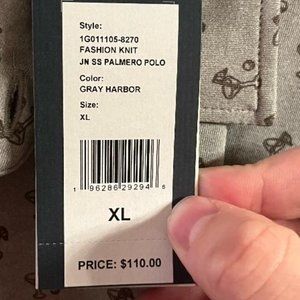 Style:
1G011105-8270
FASHION KNIT
JN SS PALMERO POLO
Color:
GRAY HARBOR
Size:
XL
1 96286 29294 6
XL
PRICE: $110.00